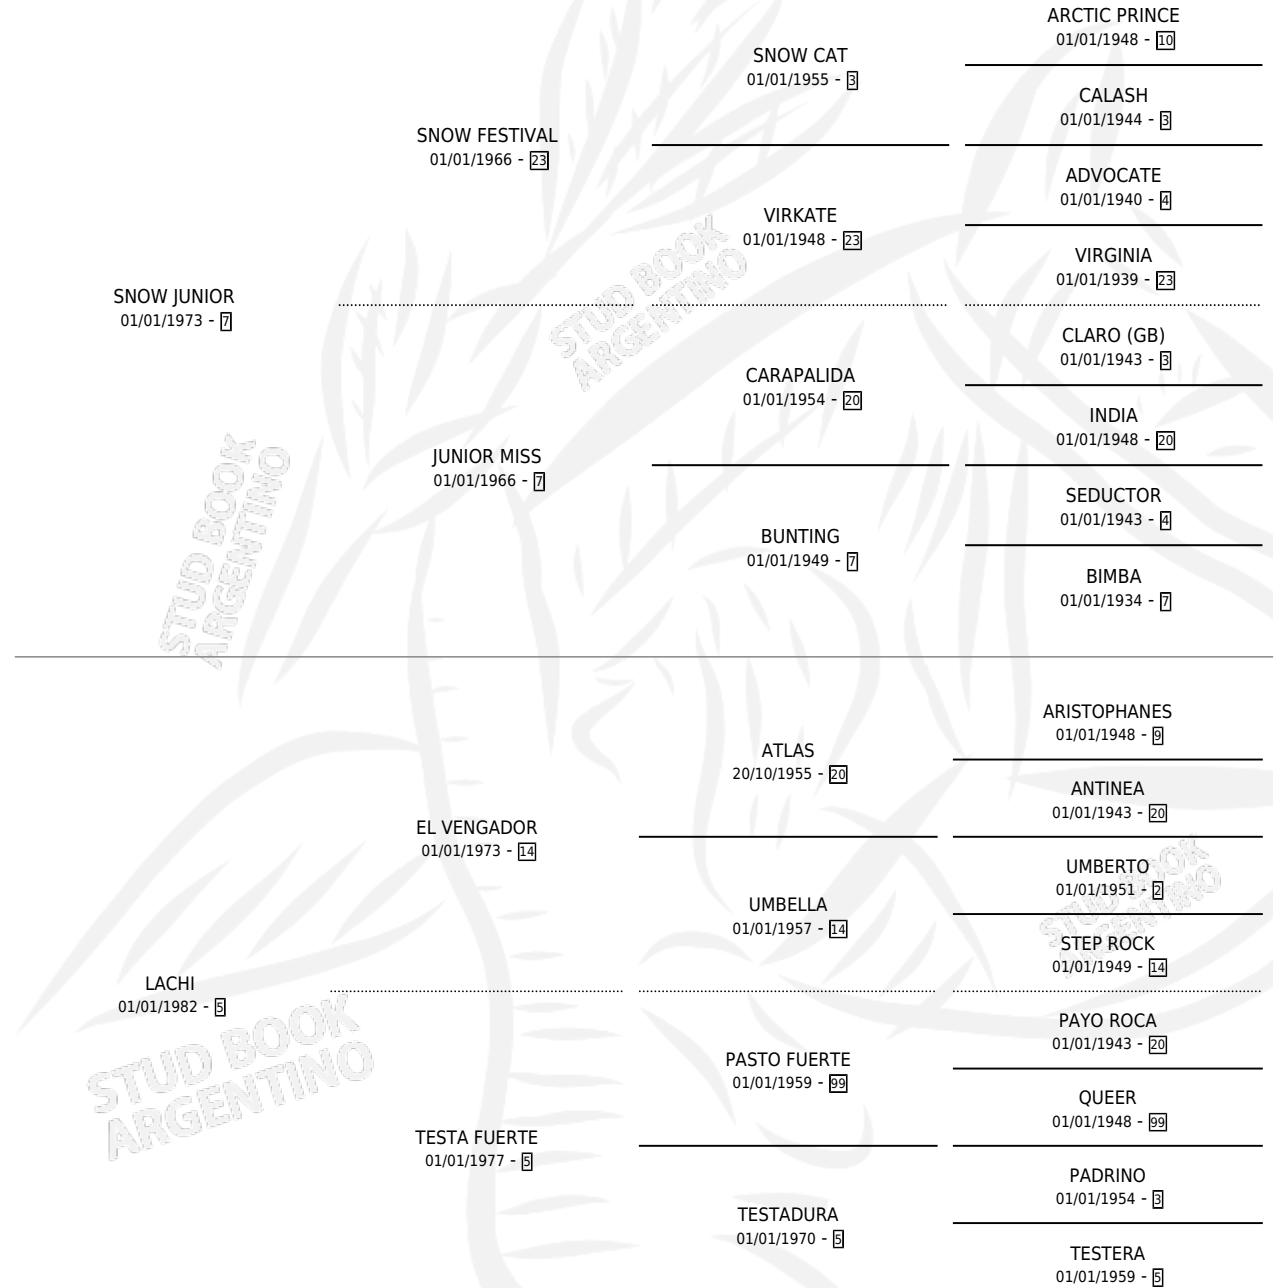 ARCTIC PRINCE
01/01/1948 - 10
SNOW CAT
01/01/1955 - 3
CALASH
01/01/1944 - 3
SNOW FESTIVAL
01/01/1966 - 23
ADVOCATE
01/01/1940 - 4
VIRKATE
01/01/1948 - 23
VIRGINIA
01/01/1939 - 23
SNOW JUNIOR
01/01/1973 - 7
STUD BOOK
ARGENTINO
CLARO (GB)
01/01/1943 - 3
CARAPALIDA
01/01/1954 - 20
INDIA
01/01/1948 - 20
JUNIOR MISS
01/01/1966 - 7
SEDUCTOR
01/01/1943 - 4
BUNTING
01/01/1949 - 7
BIMBA
01/01/1934 - 7
STUD BOOK
ARGENTINO
ARISTOPHANES
01/01/1948 - 9
ATLAS
20/10/1955 - 20
ANTINEA
01/01/1943 - 20
EL VENGADOR
01/01/1973 - 14
UMBERTO
01/01/1951 - 2
UMBELLA
01/01/1957 - 14
STEP ROCK
01/01/1949 - 14
STUD BOOK
ARGENTINO
LACHI
01/01/1982 - 5
STUD BOOK
ARGENTINO
PAYO ROCA
01/01/1943 - 20
PASTO FUERTE
01/01/1959 - 99
QUEER
01/01/1948 - 99
TESTA FUERTE
01/01/1977 - 5
PADRINO
01/01/1954 - 3
TESTADURA
01/01/1970 - 5
TESTERA
01/01/1959 - 5